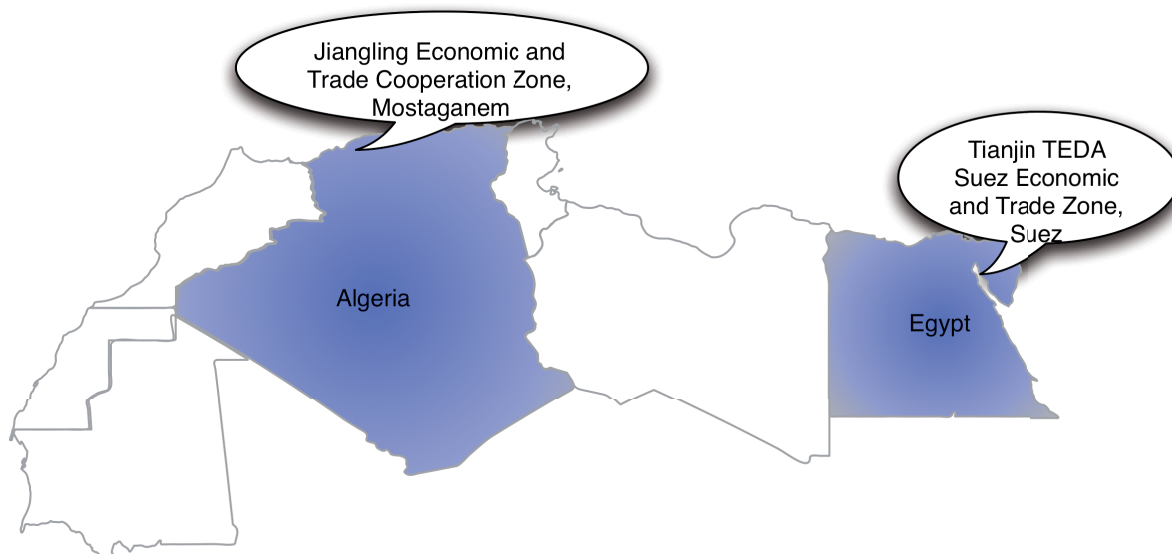 Jiangling Economic and
Trade Cooperation Zone,
Mostaganem
Tianjin TEDA
Suez Economic
and Trade Zone,
Suez
Algeria
Egypt